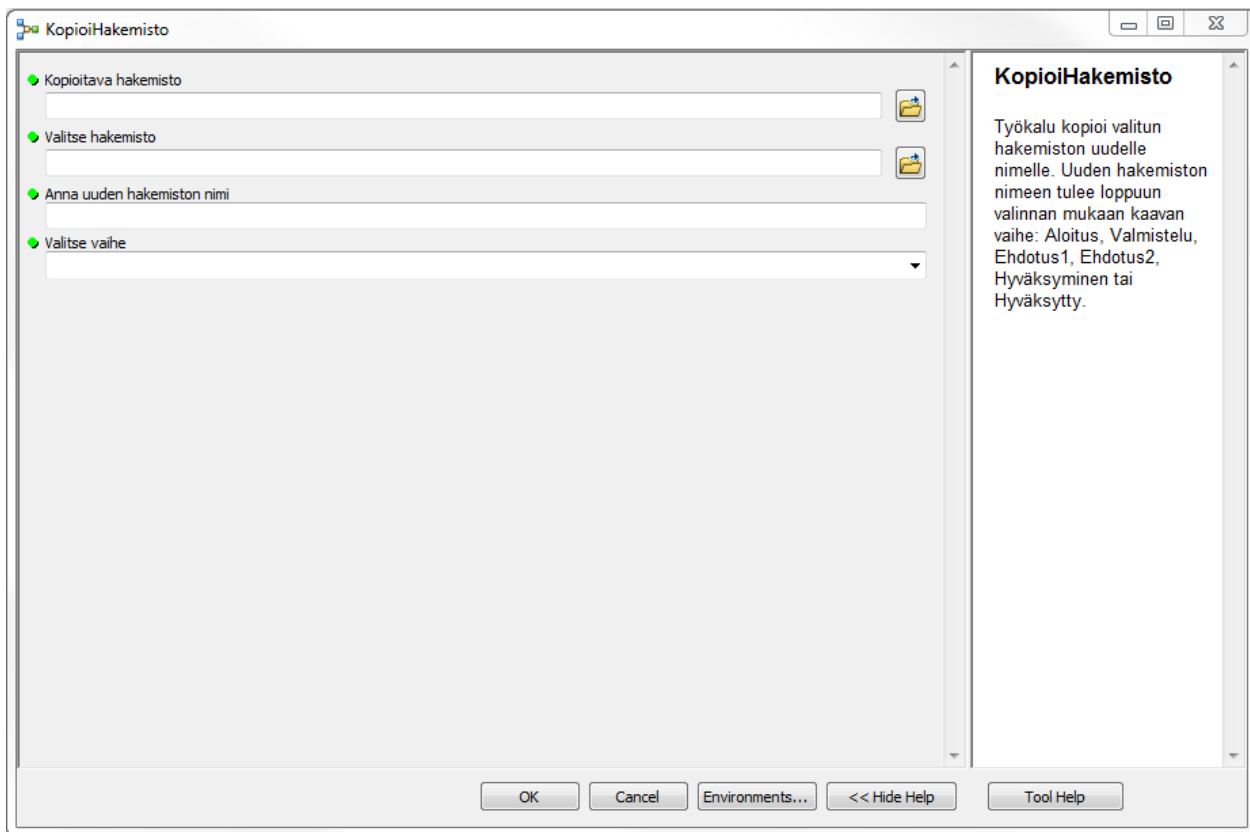 KopioiHakemisto
Kopioitava hakemisto
Valitse hakemisto
Anna uuden hakemiston nimi
Valitse vaihe
KopioiHakemisto
Työkalu kopioi valitun
hakemiston uudelle
nimelle. Uuden hakemiston
nimeen tulee loppuun
valinnan mukaan kaavan
vaihe: Aloitus, Valmistelu,
Ehdotus1, Ehdotus2,
Hyväksyminen tai
Hyväksytty.
OK
Cancel
Environments...
<< Hide Help
Tool Help